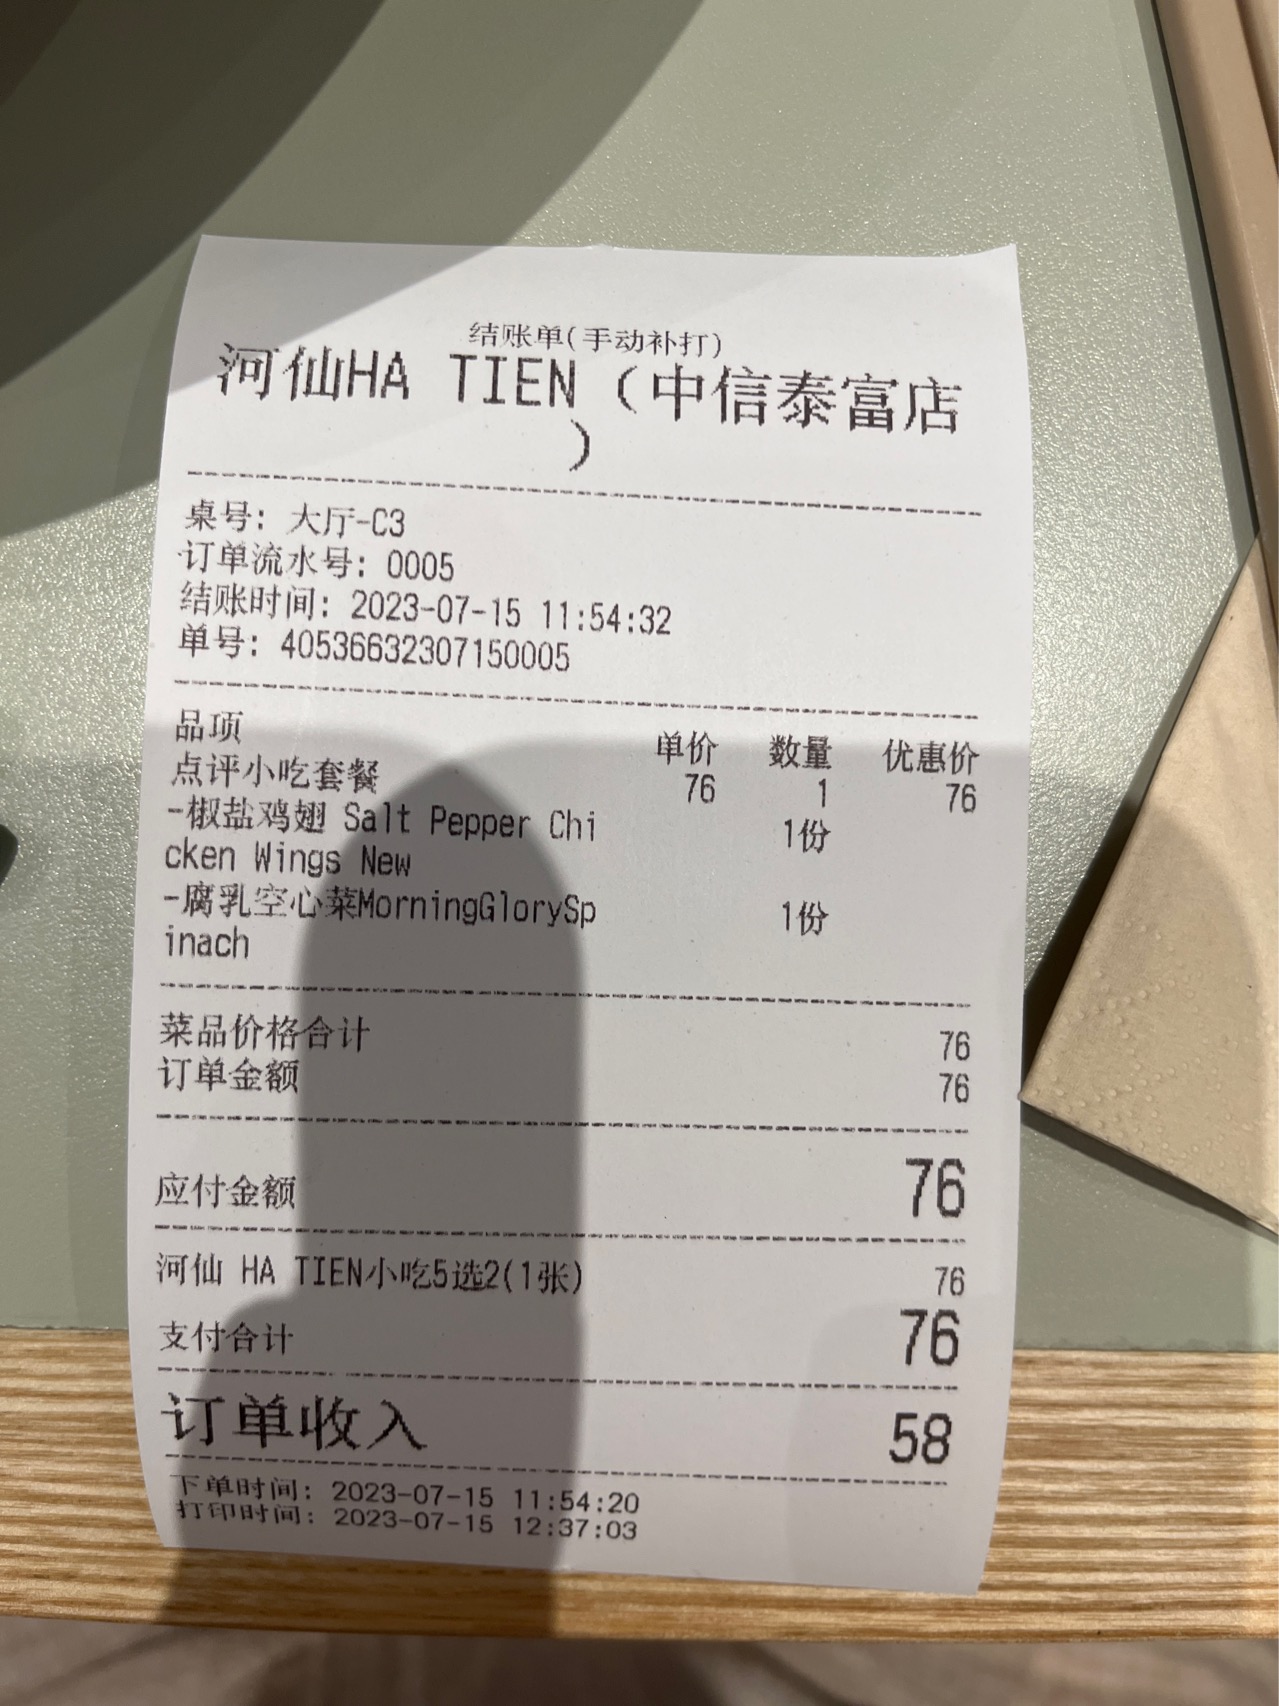 结账单(手动补打)
河仙HA TIEN（中信泰富店
）
桌号: 大厅-C3
订单流水号: 0005
结账时间: 2023-07-15 11:54:32
单号: 40536632307150005
品项 单价 数量 优惠价
点评小吃套餐 76 1 76
-椒盐鸡翅 Salt Pepper Chi 1份
cken Wings New
-腐乳空心菜MorningGlorySp 1份
inach
菜品价格合计 76
订单金额 76
应付金额 76
河仙 HA TIEN小吃5选2(1张) 76
支付合计 76
订单收入 58
下单时间: 2023-07-15 11:54:20
打印时间: 2023-07-15 12:37:03